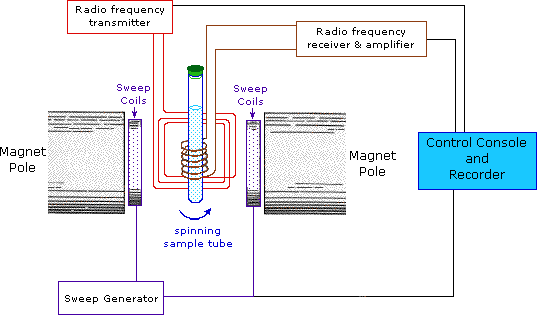 Radio frequency
transmitter
Radio frequency
receiver & amplifier
Sweep
Coils
Sweep
Coils
Magnet
Pole
Magnet
Pole
Control Console
and
Recorder
spinning
sample tube
Sweep Generator